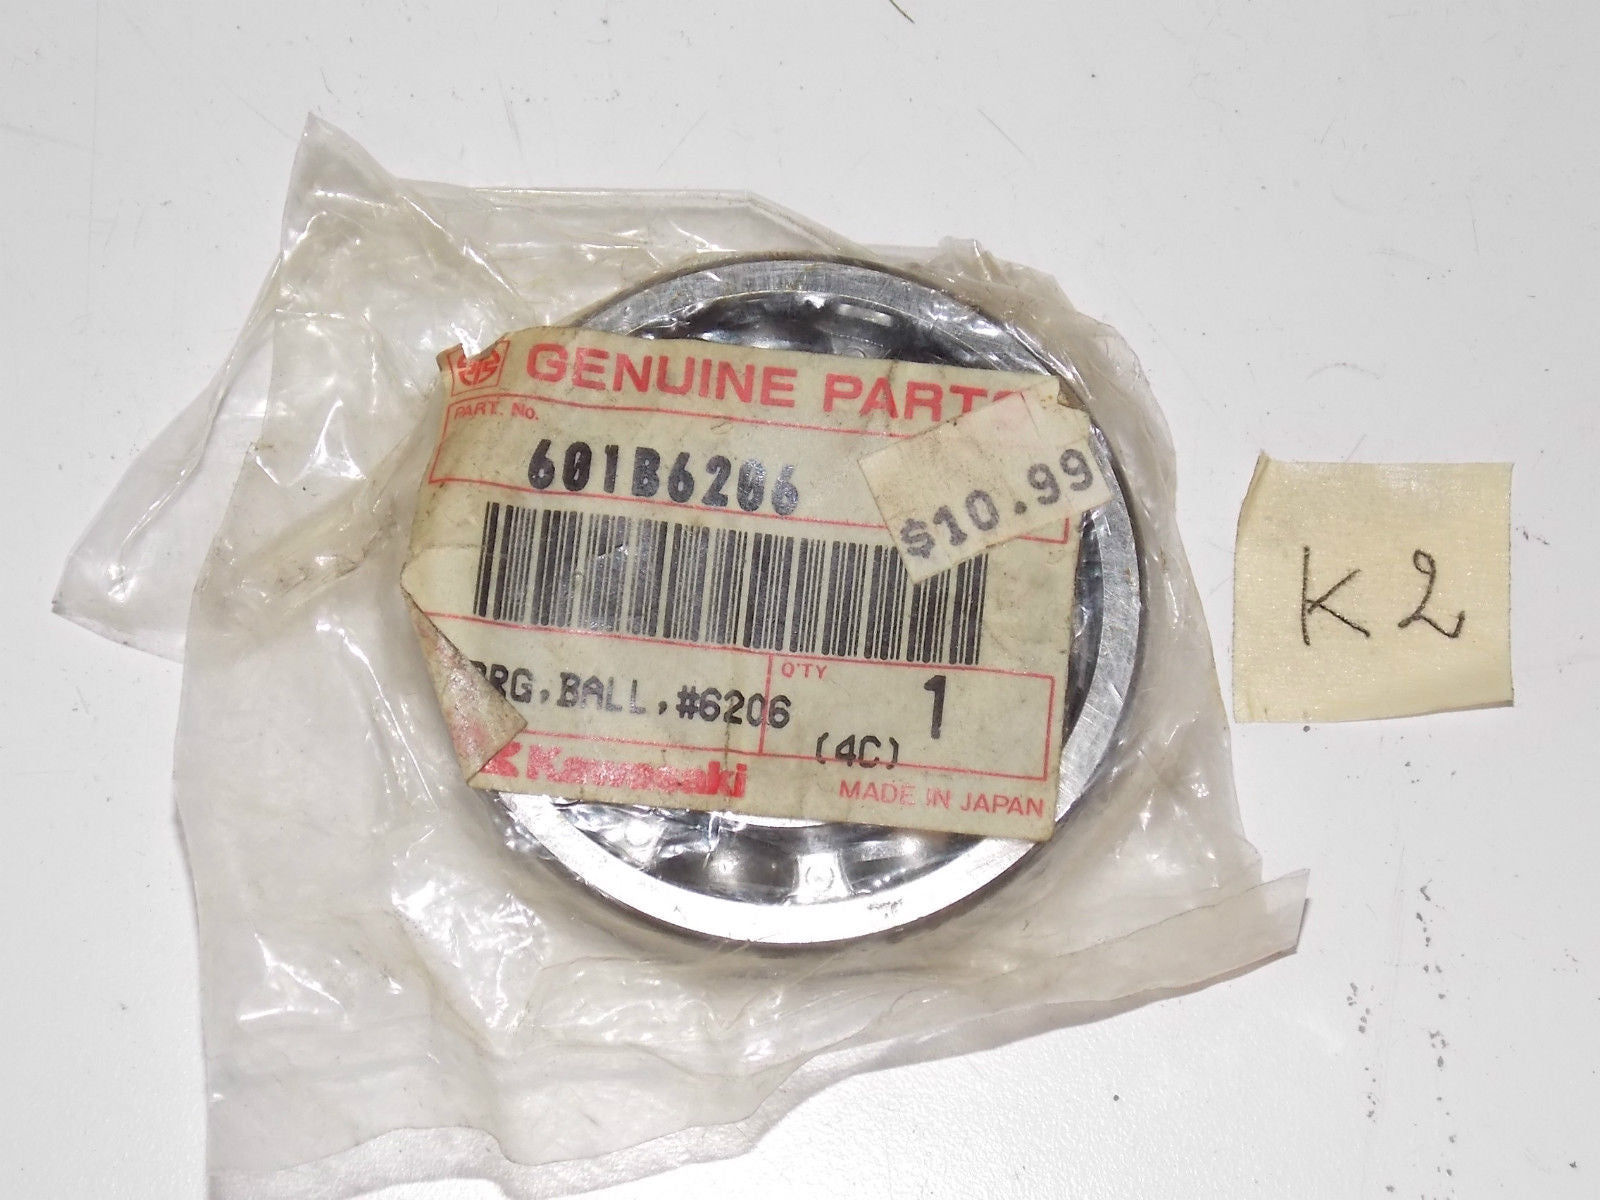 GENUINE PARTS
PART. No.
601B6206
$10.99
BRG, BALL, #6206
Q'TY
1
(4C)
Kawasaki
MADE IN JAPAN
K2